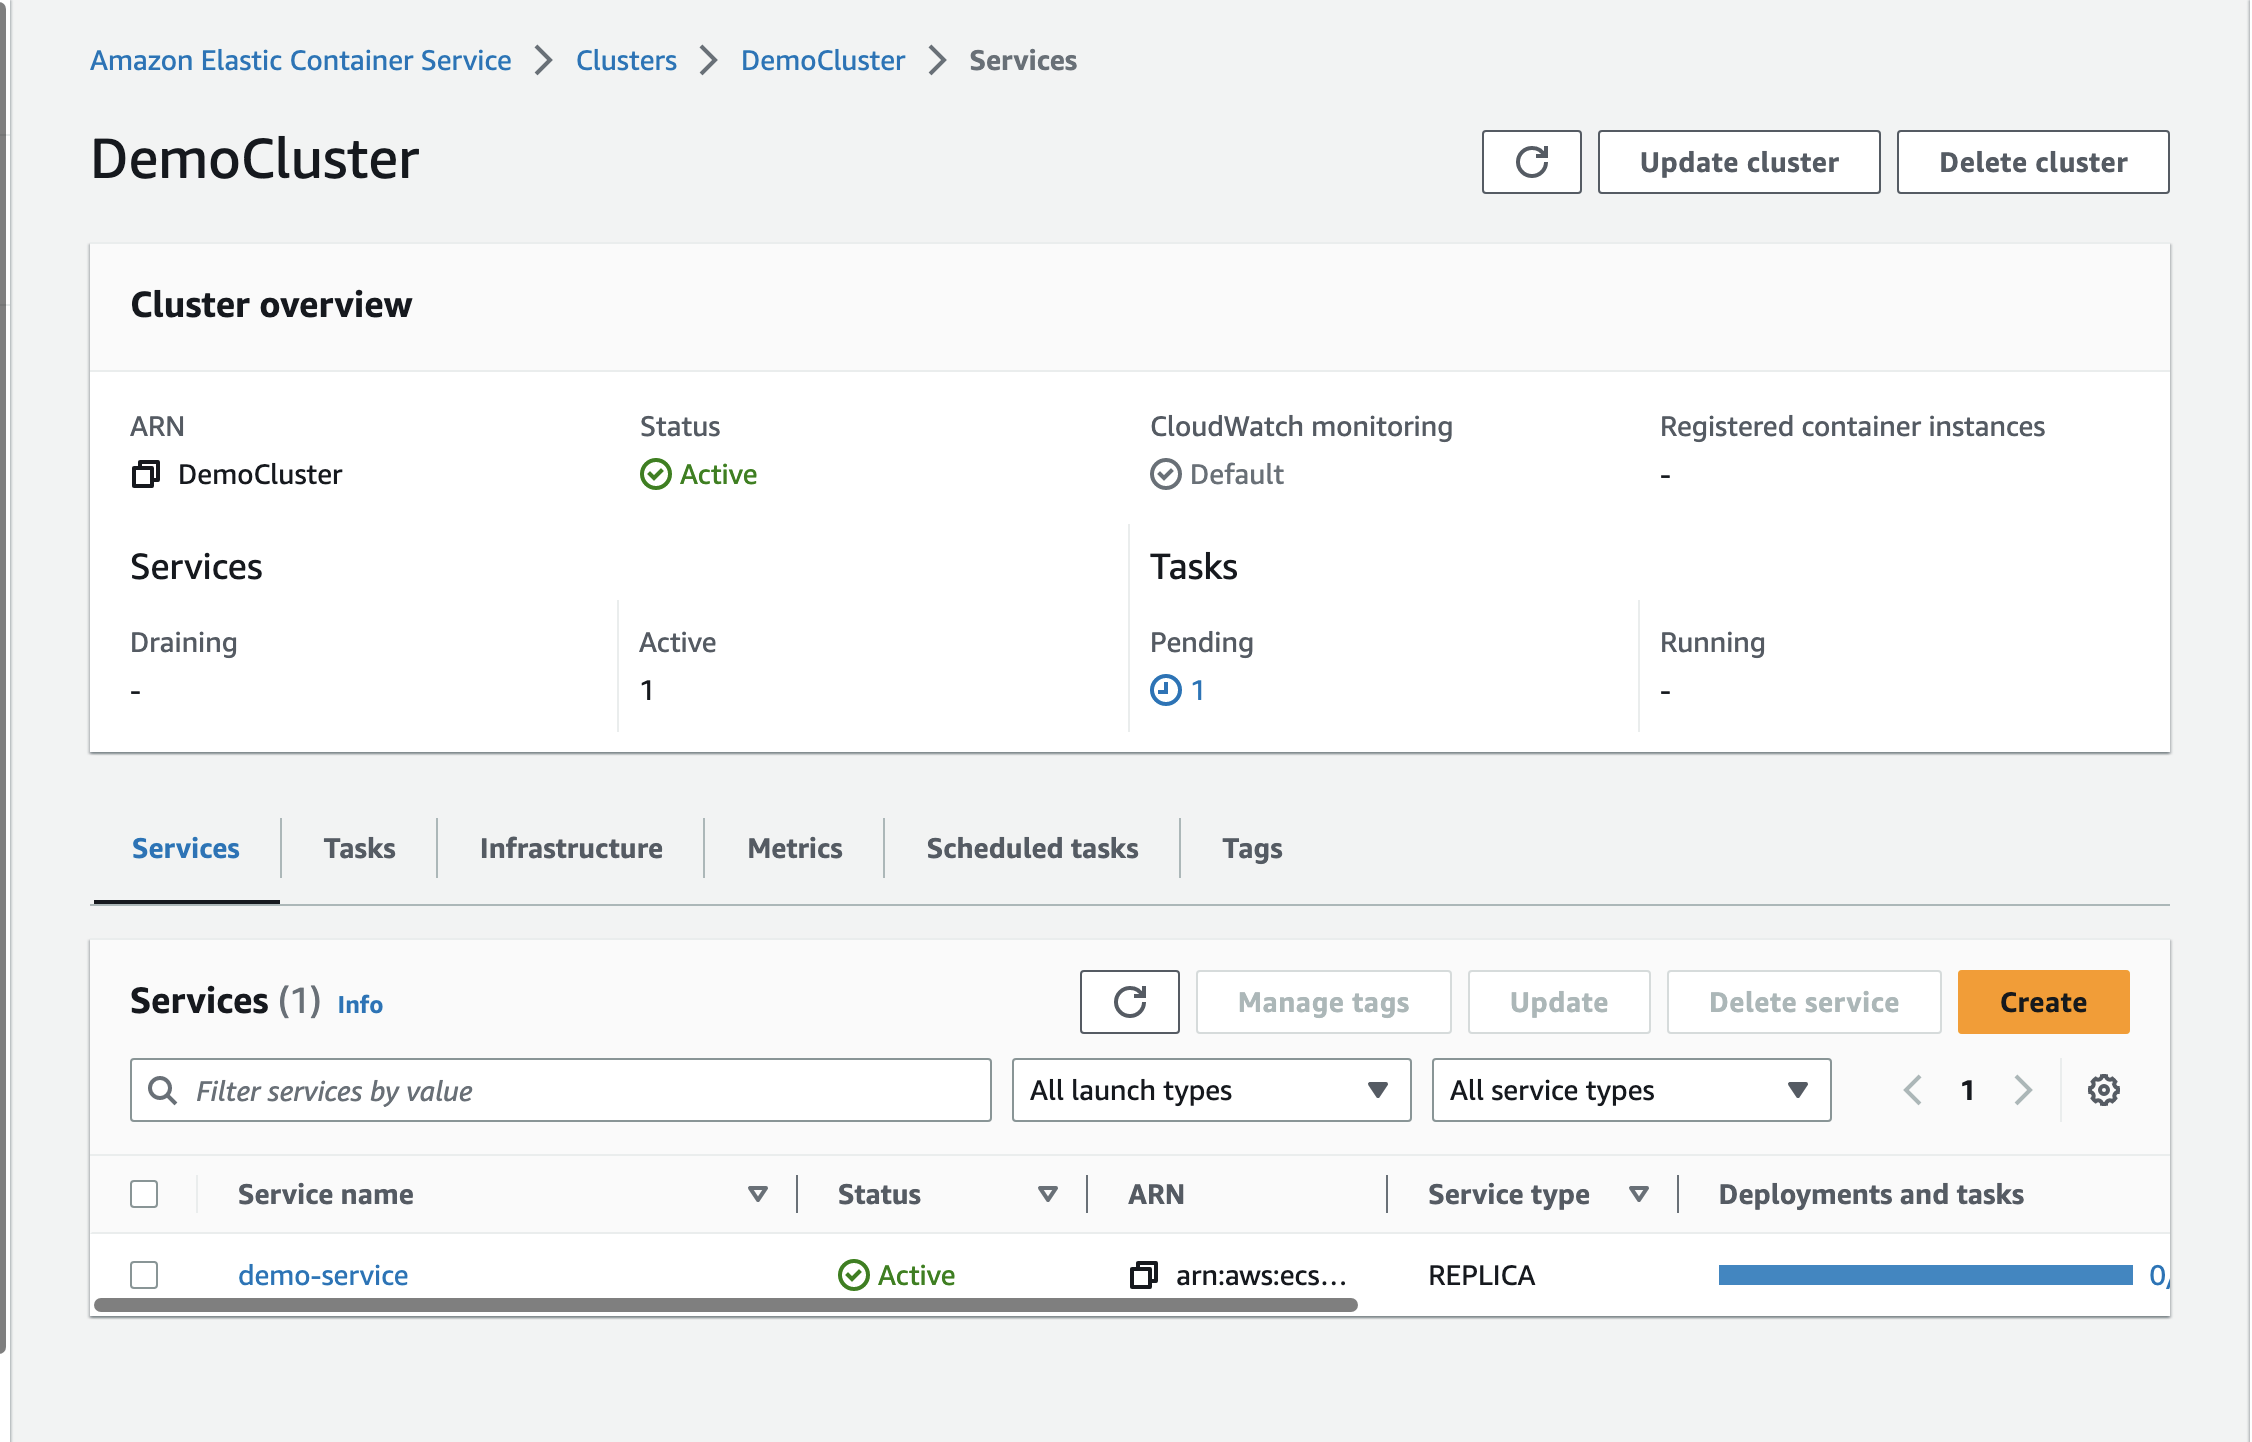 Amazon Elastic Container Service > Clusters > DemoCluster > Services
DemoCluster
Update cluster
Delete cluster
Cluster overview
ARN
DemoCluster
Status
Active
CloudWatch monitoring
Default
Registered container instances
-
Services
Draining
-
Active
1
Tasks
Pending
1
Running
-
Services
Tasks
Infrastructure
Metrics
Scheduled tasks
Tags
Services (1) Info
Manage tags
Update
Delete service
Create
Filter services by value
All launch types
All service types
1
Service name
Status
ARN
Service type
Deployments and tasks
demo-service
Active
arn:aws:ecs...
REPLICA
0/